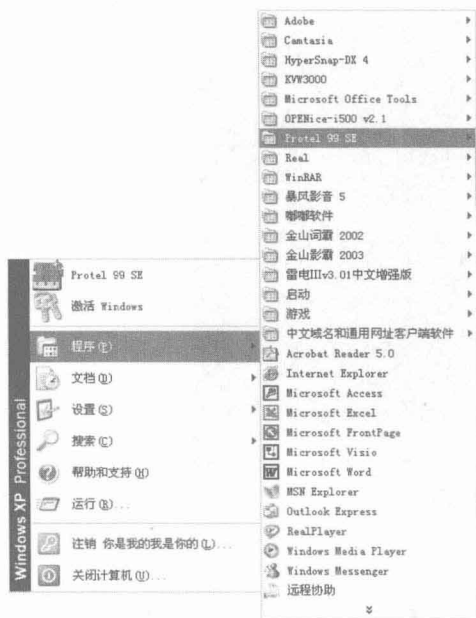 Adobe
Camtasia
HyperSnap-DX 4
KVW3000
Microsoft Office Tools
OPENice-i500 v2.1
Protel 99 SE
Real
WinRAR
暴风影音 5
嘟嘟软件
金山词霸 2002
金山影霸 2003
雷电IIIv3.01中文增强版
启动
游戏
中文域名和通用网址客户端软件
Acrobat Reader 5.0
Internet Explorer
Microsoft Access
Microsoft Excel
Microsoft FrontPage
Microsoft Visio
Microsoft Word
MSN Explorer
Outlook Express
RealPlayer
Windows Media Player
Windows Messenger
远程协助
Windows XP Professional
Protel 99 SE
激活 Windows
程序(P)
文档(D)
设置(S)
搜索(C)
帮助和支持(H)
运行(R)...
注销 你是我的我是你的(L)...
关闭计算机(U)...